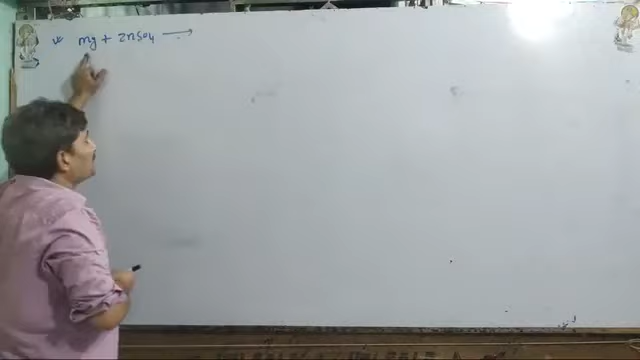 * Mg + ZnSO4 →